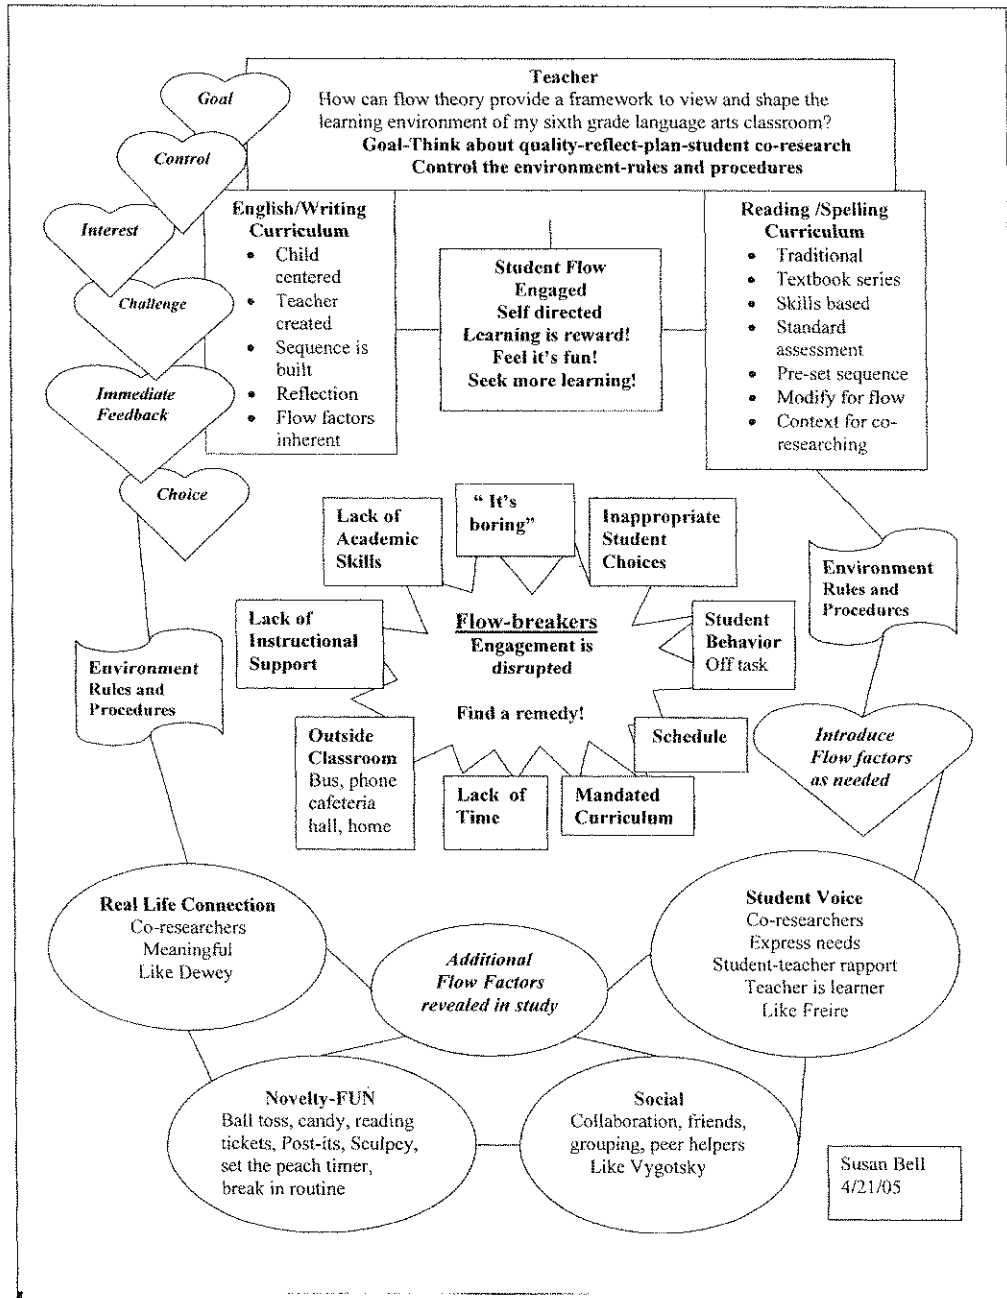 Teacher
How can flow theory provide a framework to view and shape the
learning environment of my sixth grade language arts classroom?
Goal-Think about quality-reflect-plan-student co-research
Control the environment-rules and procedures
Goal
Control
Interest
Challenge
Immediate
Feedback
Choice
English/Writing
Curriculum
• Child
centered
• Teacher
created
• Sequence is
built
• Reflection
• Flow factors
inherent
Student Flow
Engaged
Self directed
Learning is reward!
Feel it's fun!
Seek more learning!
Reading /Spelling
Curriculum
• Traditional
• Textbook series
• Skills based
• Standard
assessment
• Pre-set sequence
• Modify for flow
• Context for co-
researching
Lack of
Academic
Skills
" It's
boring"
Inappropriate
Student
Choices
Environment
Rules and
Procedures
Lack of
Instructional
Support
Flow-breakers
Engagement is
disrupted
Find a remedy!
Student
Behavior
Off task
Environment
Rules and
Procedures
Outside
Classroom
Bus, phone
cafeteria
hall, home
Lack of
Time
Mandated
Curriculum
Schedule
Introduce
Flow factors
as needed
Real Life Connection
Co-researchers
Meaningful
Like Dewey
Additional
Flow Factors
revealed in study
Student Voice
Co-researchers
Express needs
Student-teacher rapport
Teacher is learner
Like Freire
Novelty-FUN
Ball toss, candy, reading
tickets, Post-its, Sculpey,
set the peach timer,
break in routine
Social
Collaboration, friends,
grouping, peer helpers
Like Vygotsky
Susan Bell
4/21/05